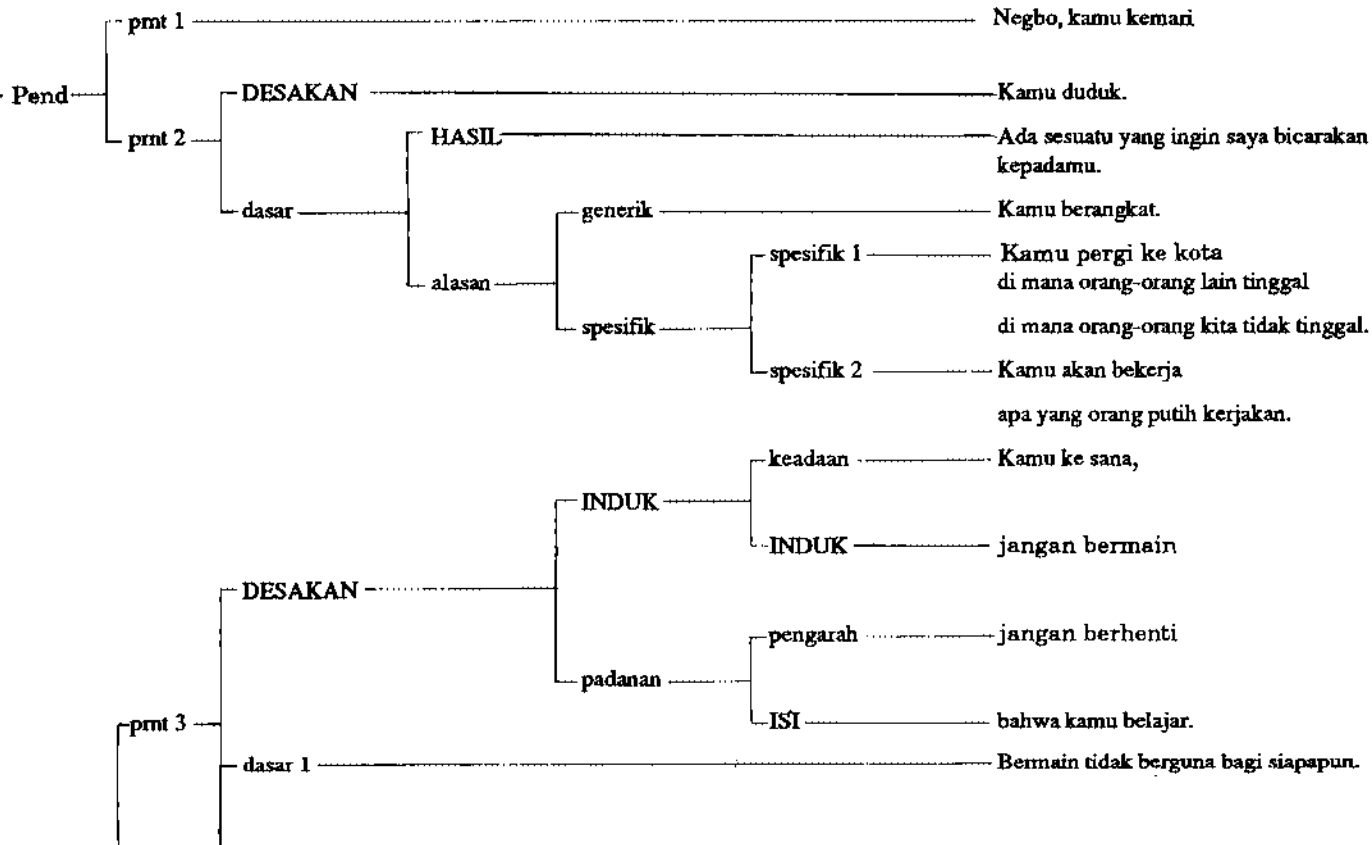 prnt 1 Negbo, kamu kemari
Pend DESAKAN Kamu duduk.
prnt 2 HASIL Ada sesuatu yang ingin saya bicarakan
kepadamu.
dasar generik Kamu berangkat.
spesifik 1 Kamu pergi ke kota
alasan di mana orang-orang lain tinggal
spesifik di mana orang-orang kita tidak tinggal.
spesifik 2 Kamu akan bekerja
apa yang orang putih kerjakan.
keadaan Kamu ke sana,
INDUK
INDUK jangan bermain
DESAKAN
pengarah jangan berhenti
padanan
prnt 3 ISI bahwa kamu belajar.
dasar 1 Bermain tidak berguna bagi siapapun.